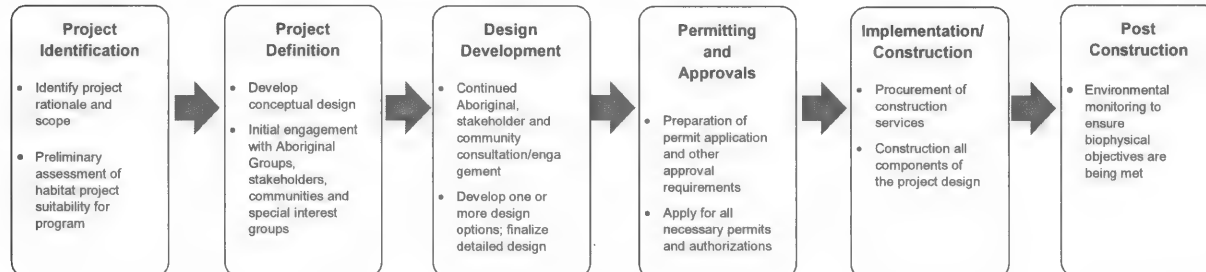 Project
Identification
• Identify project
rationale and
scope
• Preliminary
assessment of
habitat project
suitability for
program
Project
Definition
• Develop
conceptual design
• Initial engagement
with Aboriginal
Groups,
stakeholders,
communities and
special interest
groups
Design
Development
• Continued
Aboriginal,
stakeholder and
community
consultation/enga
gement
• Develop one or
more design
options; finalize
detailed design
Permitting
and
Approvals
• Preparation of
permit application
and other
approval
requirements
• Apply for all
necessary permits
and authorizations
Implementation/
Construction
• Procurement of
construction
services
• Construction all
components of
the project design
Post
Construction
• Environmental
monitoring to
ensure
biophysical
objectives are
being met